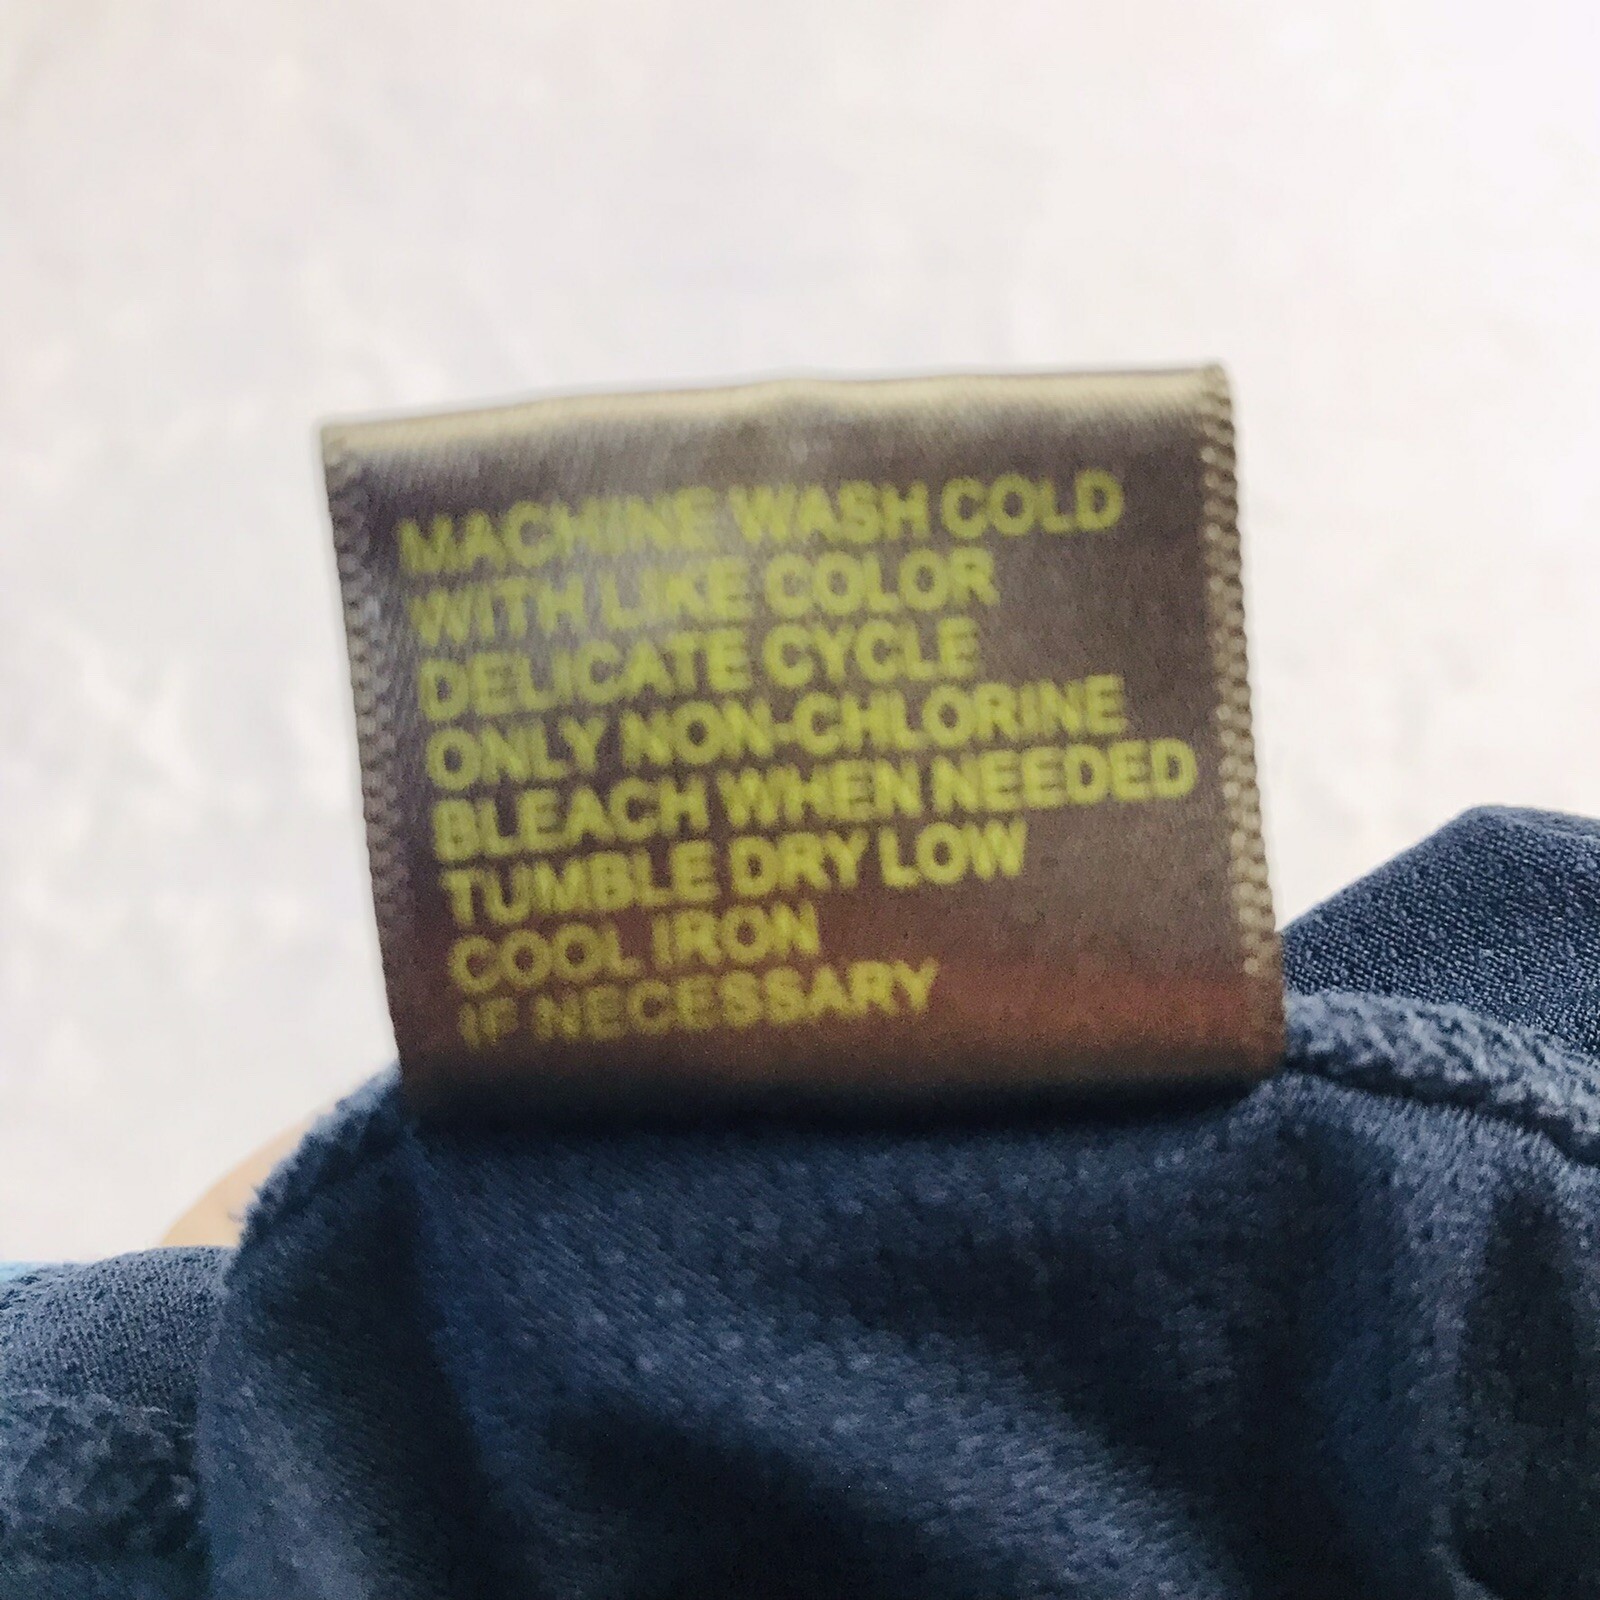 MACHINE WASH COLD
WITH LIKE COLOR
DELICATE CYCLE
ONLY NON-CHLORINE
BLEACH WHEN NEEDED
TUMBLE DRY LOW
COOL IRON
IF NECESSARY